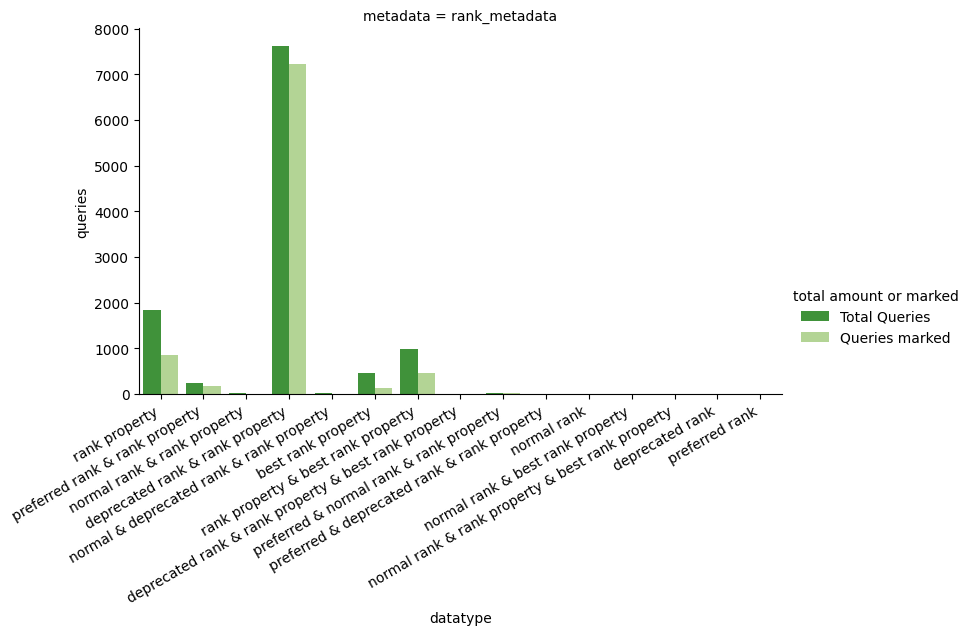 metadata = rank_metadata
8000
7000
6000
5000
4000
3000
2000
1000
0
queries
rank property
preferred rank & rank property
normal rank & rank property
deprecated rank & rank property
normal & deprecated rank & rank property
best rank property
rank property & best rank property
deprecated rank & rank property & best rank property
preferred & normal rank & rank property
preferred & deprecated rank & rank property
normal rank
normal rank & best rank property
normal rank & rank property & best rank property
deprecated rank
preferred rank
datatype
total amount or marked
Total Queries
Queries marked